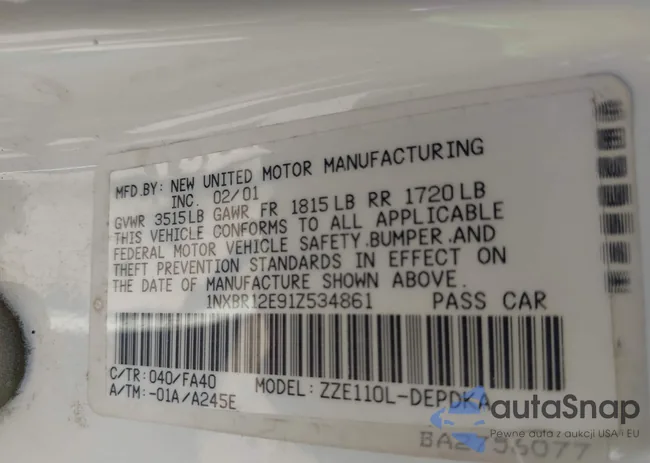 MFD.BY: NEW UNITED MOTOR MANUFACTURING
INC. 02/01
GVWR 3515LB GAWR FR 1815LB RR 1720LB
THIS VEHICLE CONFORMS TO ALL APPLICABLE
FEDERAL MOTOR VEHICLE SAFETY.BUMPER.AND
THEFT PREVENTION STANDARDS IN EFFECT ON
THE DATE OF MANUFACTURE SHOWN ABOVE.
1NXBR12E91Z534861 PASS CAR
C/TR: 040/FA40 MODEL: ZZE110L-DEPDKA
A/TM: -01A/A245E
autaSnap
Pewne auta z aukcji USA i EU
BA2756077
autaSnap